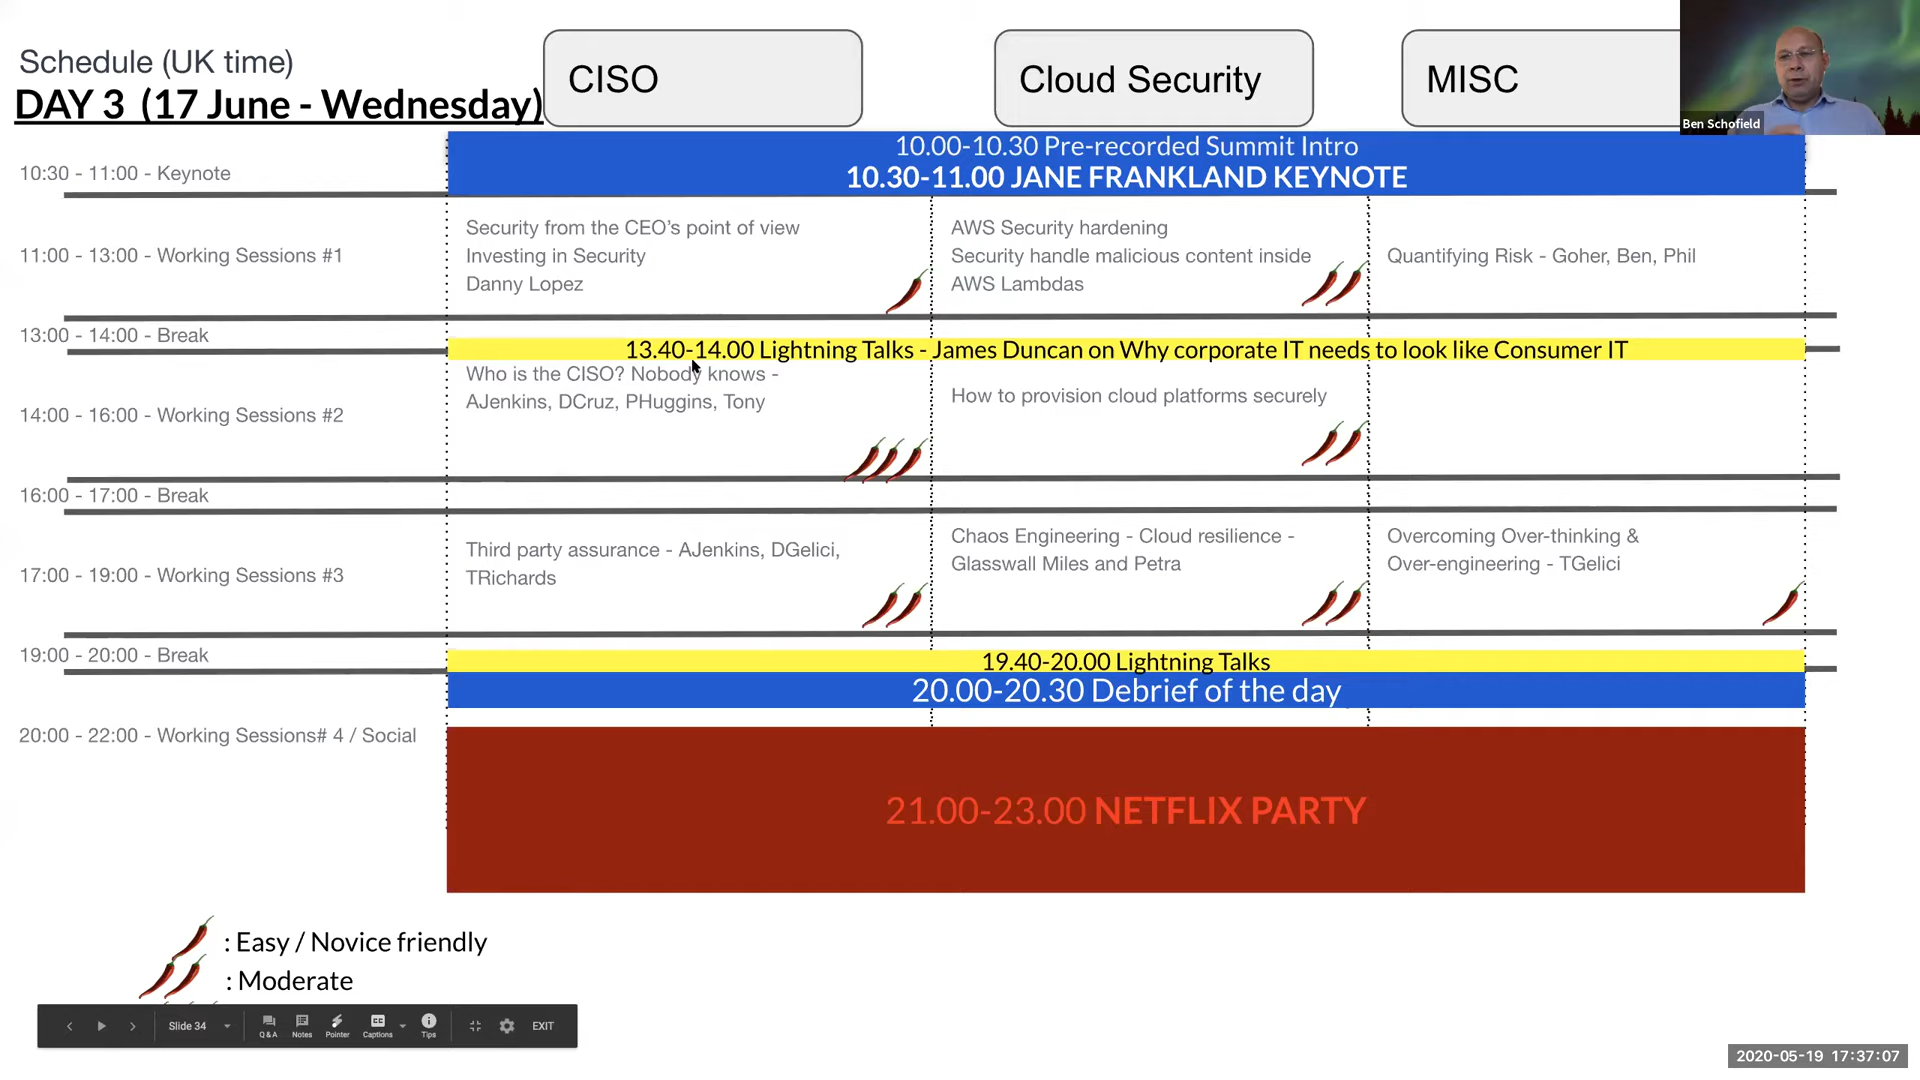 Schedule (UK time)
DAY 3 (17 June - Wednesday)
CISO
Cloud Security
MISC
Ben Schofield
10.00-10.30 Pre-recorded Summit Intro
10:30 - 11:00 - Keynote
10.30-11.00 JANE FRANKLAND KEYNOTE
11:00 - 13:00 - Working Sessions #1
Security from the CEO’s point of view
Investing in Security
Danny Lopez
AWS Security hardening
Security handle malicious content inside
AWS Lambdas
Quantifying Risk - Goher, Ben, Phil
13:00 - 14:00 - Break
13.40-14.00 Lightning Talks - James Duncan on Why corporate IT needs to look like Consumer IT
14:00 - 16:00 - Working Sessions #2
Who is the CISO? Nobody knows -
AJenkins, DCruz, PHuggins, Tony
How to provision cloud platforms securely
16:00 - 17:00 - Break
17:00 - 19:00 - Working Sessions #3
Third party assurance - AJenkins, DGelici,
TRichards
Chaos Engineering - Cloud resilience -
Glasswall Miles and Petra
Overcoming Over-thinking &
Over-engineering - TGelici
19:00 - 20:00 - Break
19.40-20.00 Lightning Talks
20.00-20.30 Debrief of the day
20:00 - 22:00 - Working Sessions# 4 / Social
21.00-23.00 NETFLIX PARTY
: Easy / Novice friendly
: Moderate
Slide 34
Q&A
Notes
Pointer
Captions
Tips
EXIT
2020-05-19 17:37:07